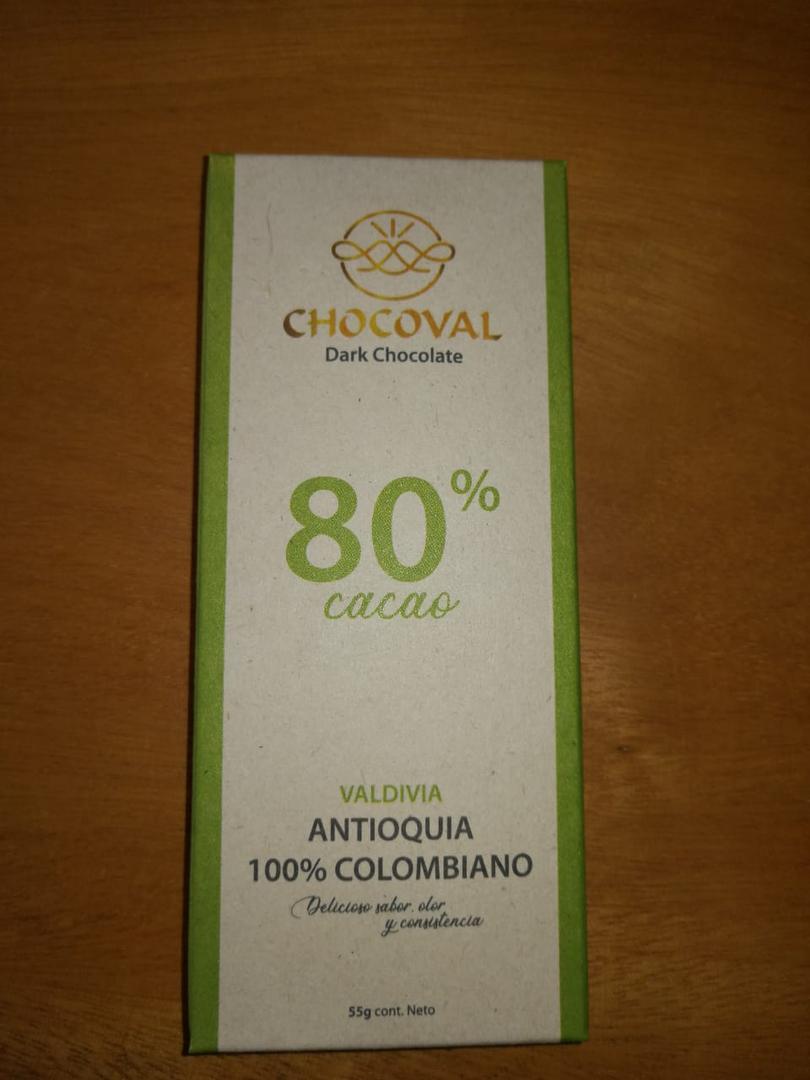 CHOCOVAL
Dark Chocolate
80%
cacao
VALDIVIA
ANTIOQUIA
100% COLOMBIANO
Delicioso sabor, olor
y consistencia
55g cont. Neto